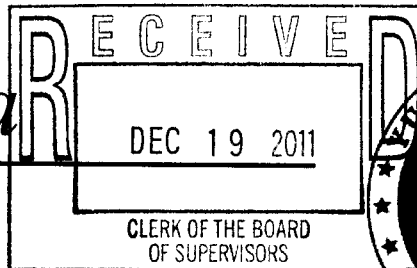 RECEIVED
DEC 19 2011
CLERK OF THE BOARD
OF SUPERVISORS